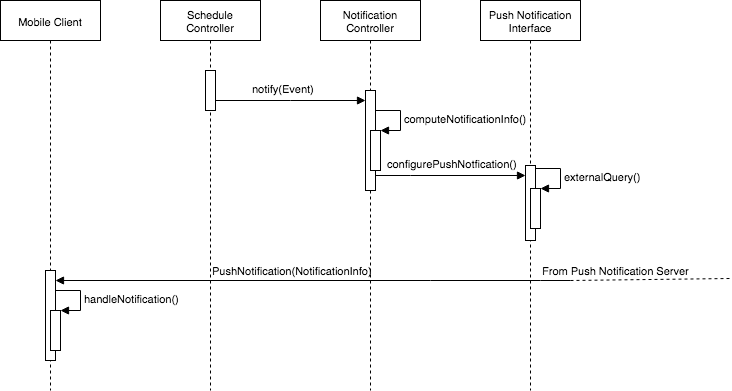 Mobile Client
Schedule
Controller
Notification
Controller
Push Notification
Interface
notify(Event)
computeNotificationInfo()
configurePushNotfication()
externalQuery()
PushNotification(NotificationInfo)
From Push Notification Server
handleNotification()